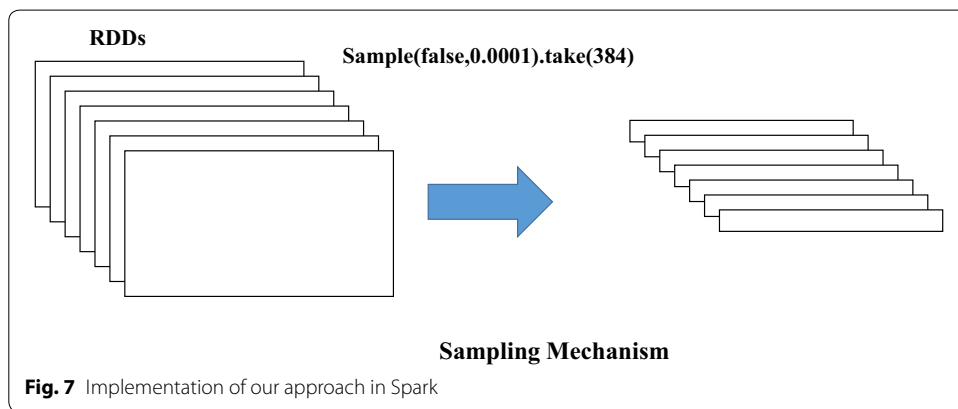 RDDs
Sample(false,0.0001).take(384)
Sampling Mechanism
Fig. 7 Implementation of our approach in Spark